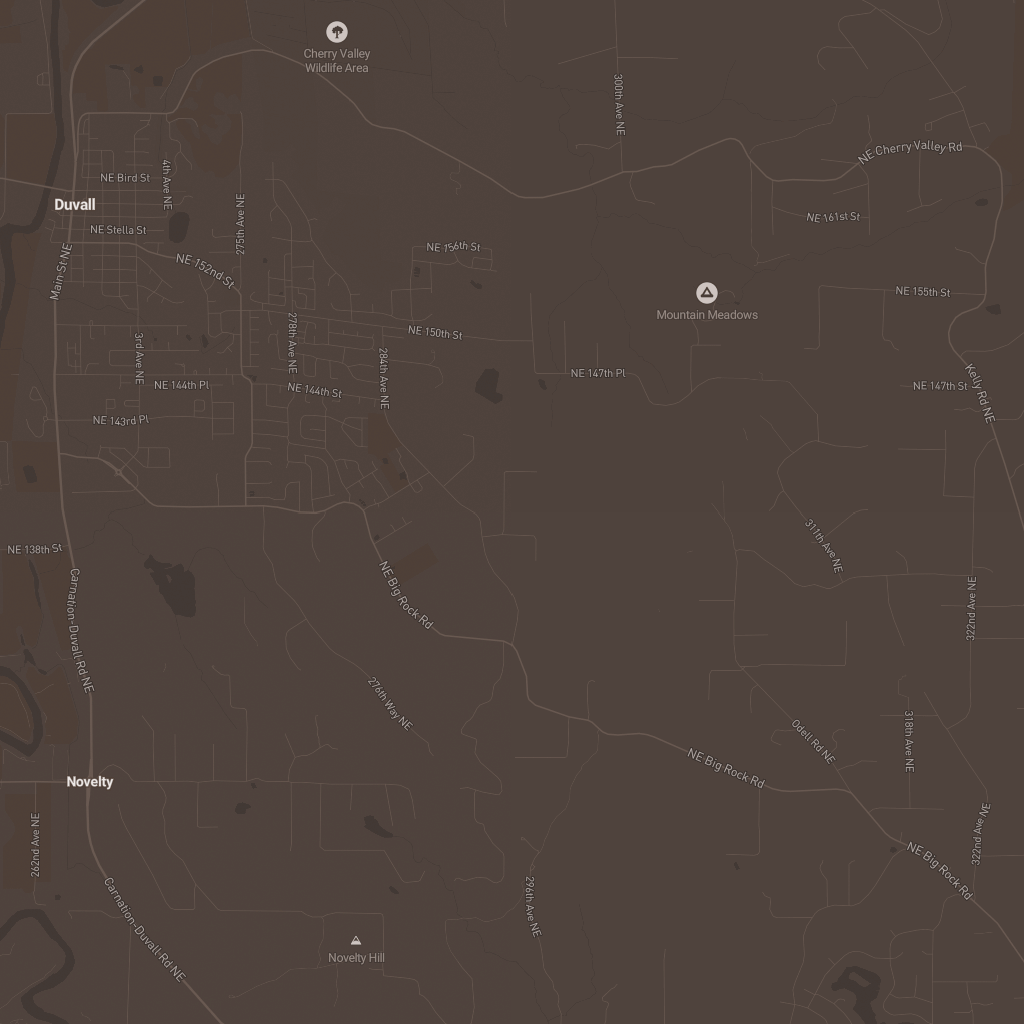 Cherry Valley
Wildlife Area
300th Ave NE
NE Cherry Valley Rd
NE Bird St
4th Ave NE
Duvall
275th Ave NE
NE 161st St
NE Stella St
NE 156th St
Main St NE
NE 152nd St
NE 155th St
Mountain Meadows
278th Ave NE
NE 150th St
3rd Ave NE
284th Ave NE
NE 144th Pl
NE 144th St
NE 147th Pl
NE 147th St
Kelly Rd NE
NE 143rd Pl
NE 138th St
311th Ave NE
Carnation-Duvall Rd NE
NE Big Rock Rd
322nd Ave NE
276th Way NE
318th Ave NE
Odell Rd NE
NE Big Rock Rd
Novelty
262nd Ave NE
322nd Ave NE
NE Big Rock Rd
296th Ave NE
Carnation-Duvall Rd NE
Novelty Hill